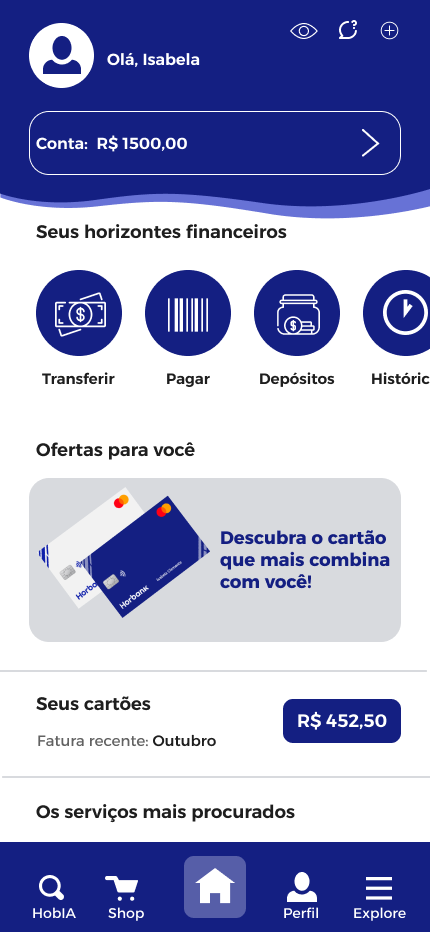 Olá, Isabela
?
Conta: R$ 1500,00
Seus horizontes financeiros
$
$
Transferir
Pagar
Depósitos
Históric
Ofertas para você
Descubra o cartão
que mais combina
com você!
Horbank
Seus cartões
R$ 452,50
Fatura recente: Outubro
Os serviços mais procurados
HobIA
Shop
Perfil
Explore